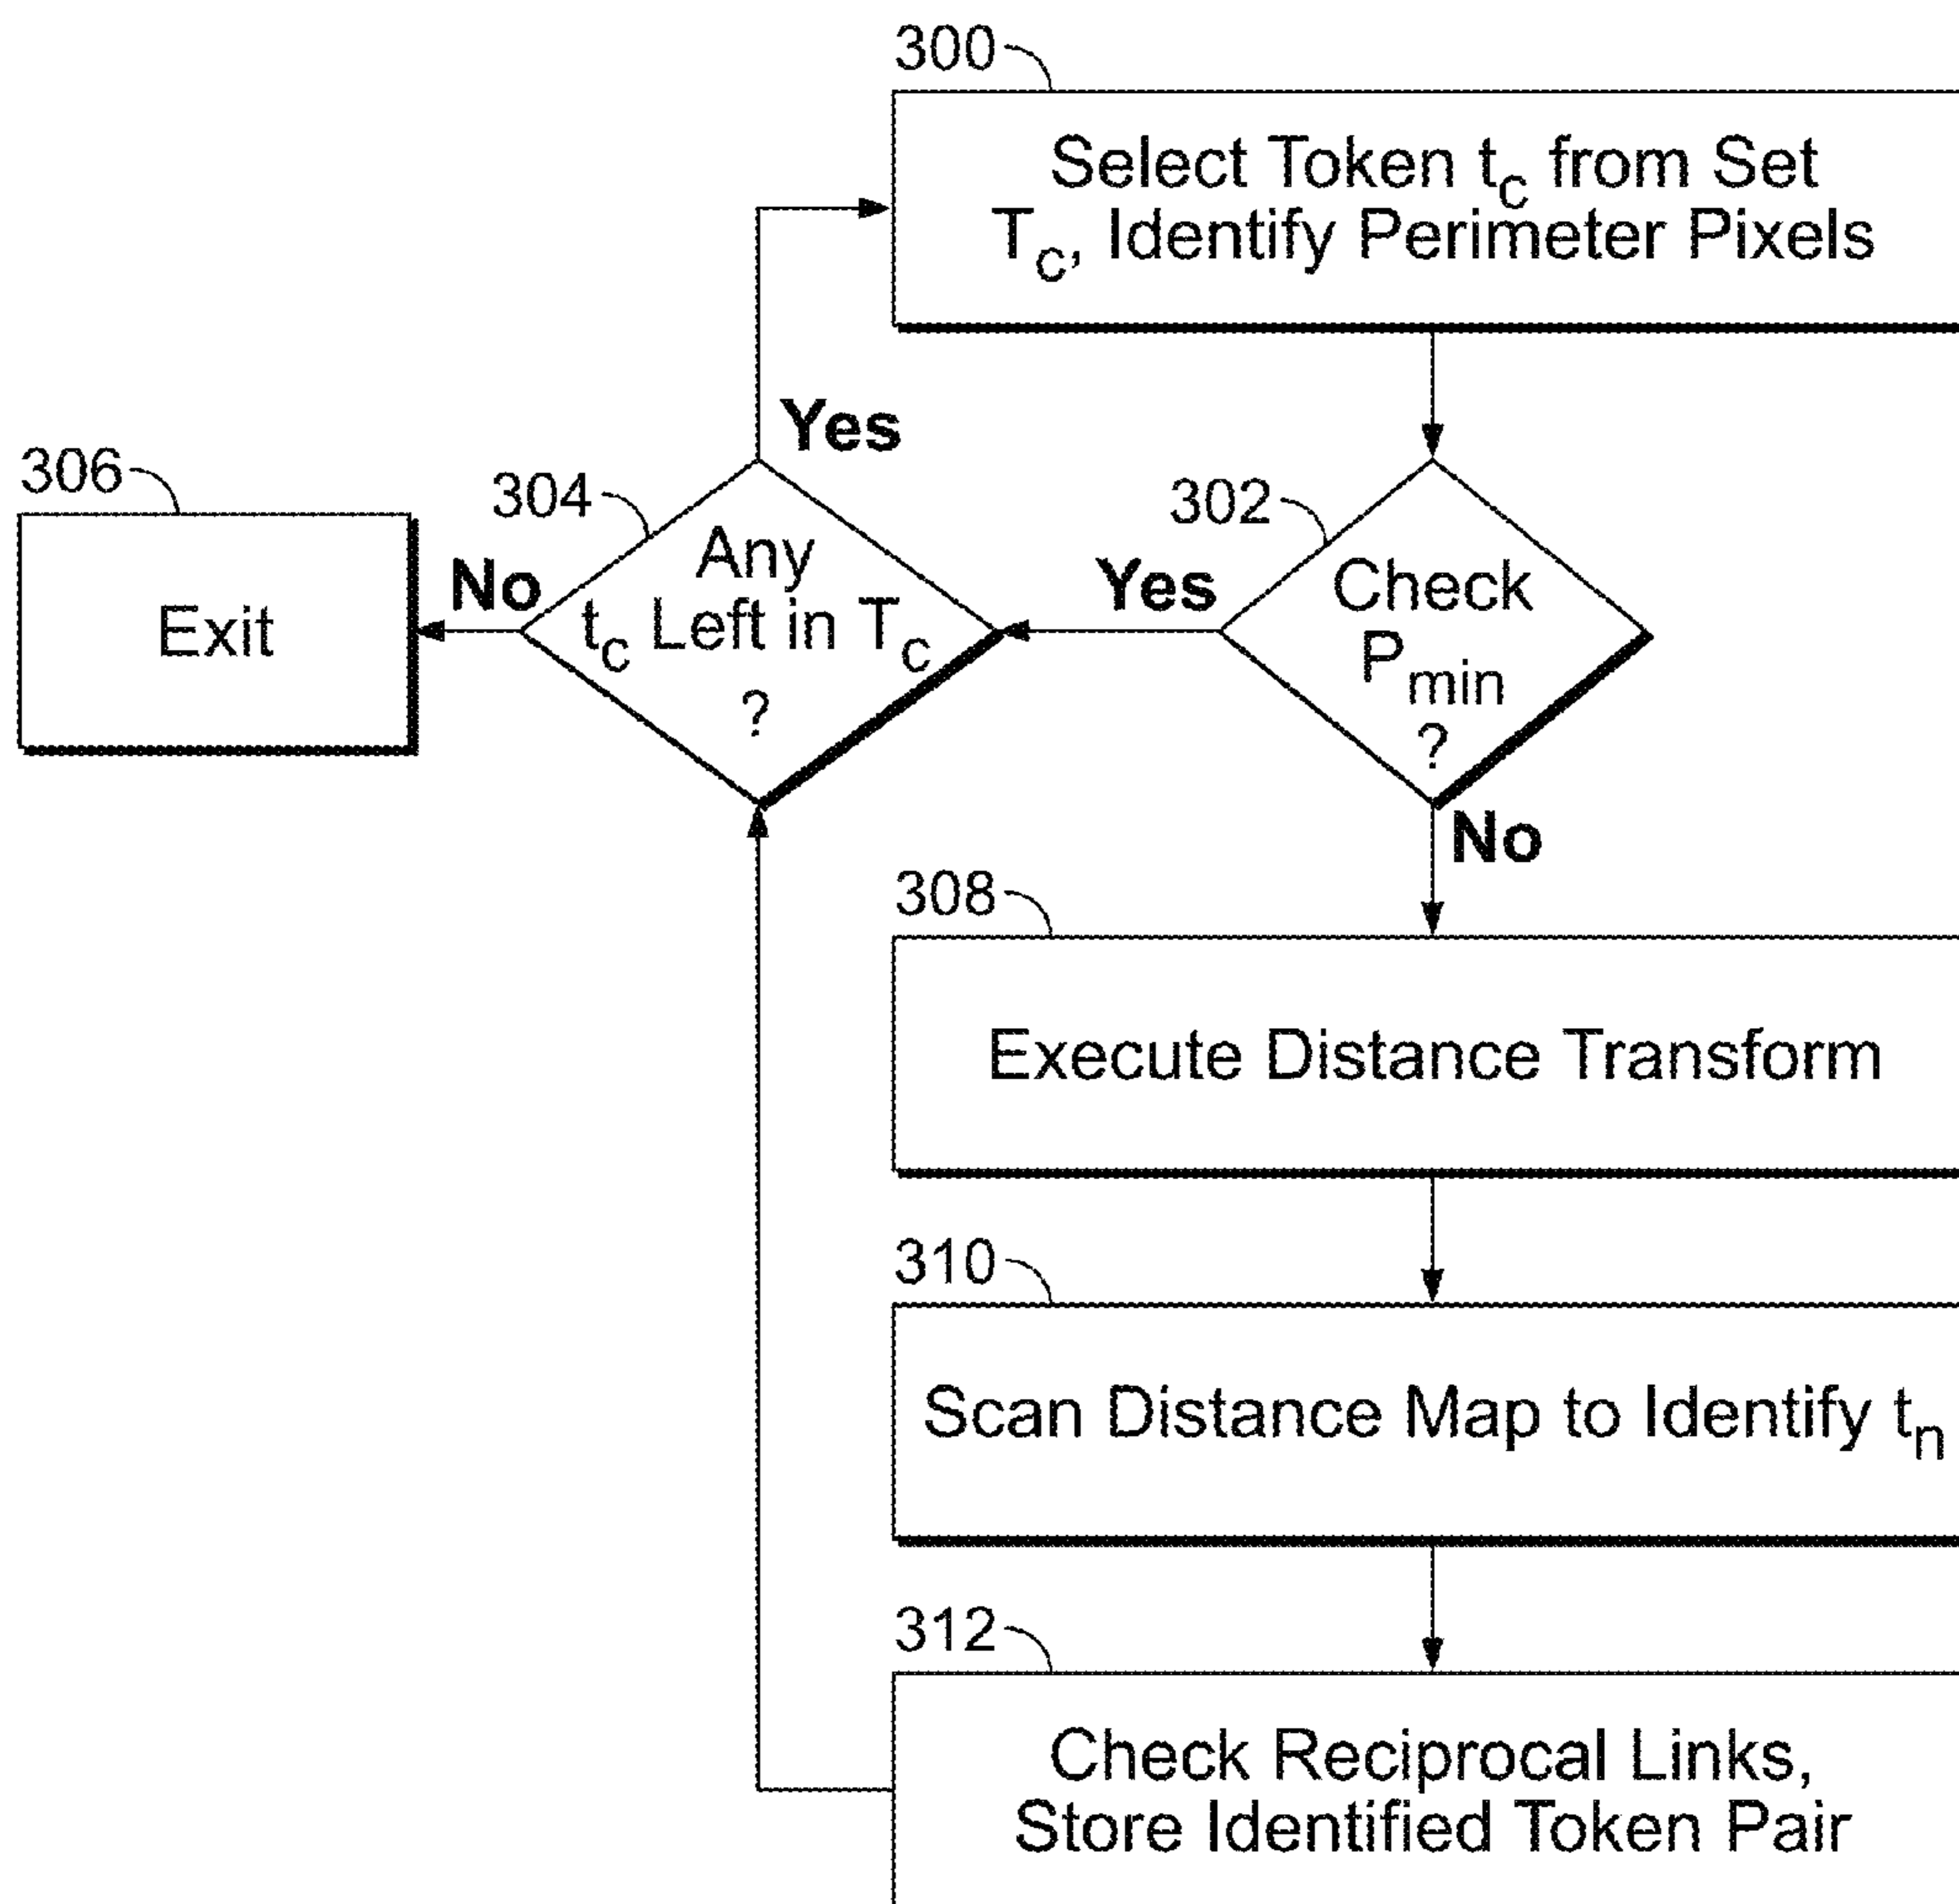 300
Select Token tc from Set
Tc, Identify Perimeter Pixels
Yes
306
304
302
Exit
No
Any
tc Left in Tc
?
Yes
Check
Pmin
?
No
308
Execute Distance Transform
310
Scan Distance Map to Identify tn
312
Check Reciprocal Links,
Store Identified Token Pair